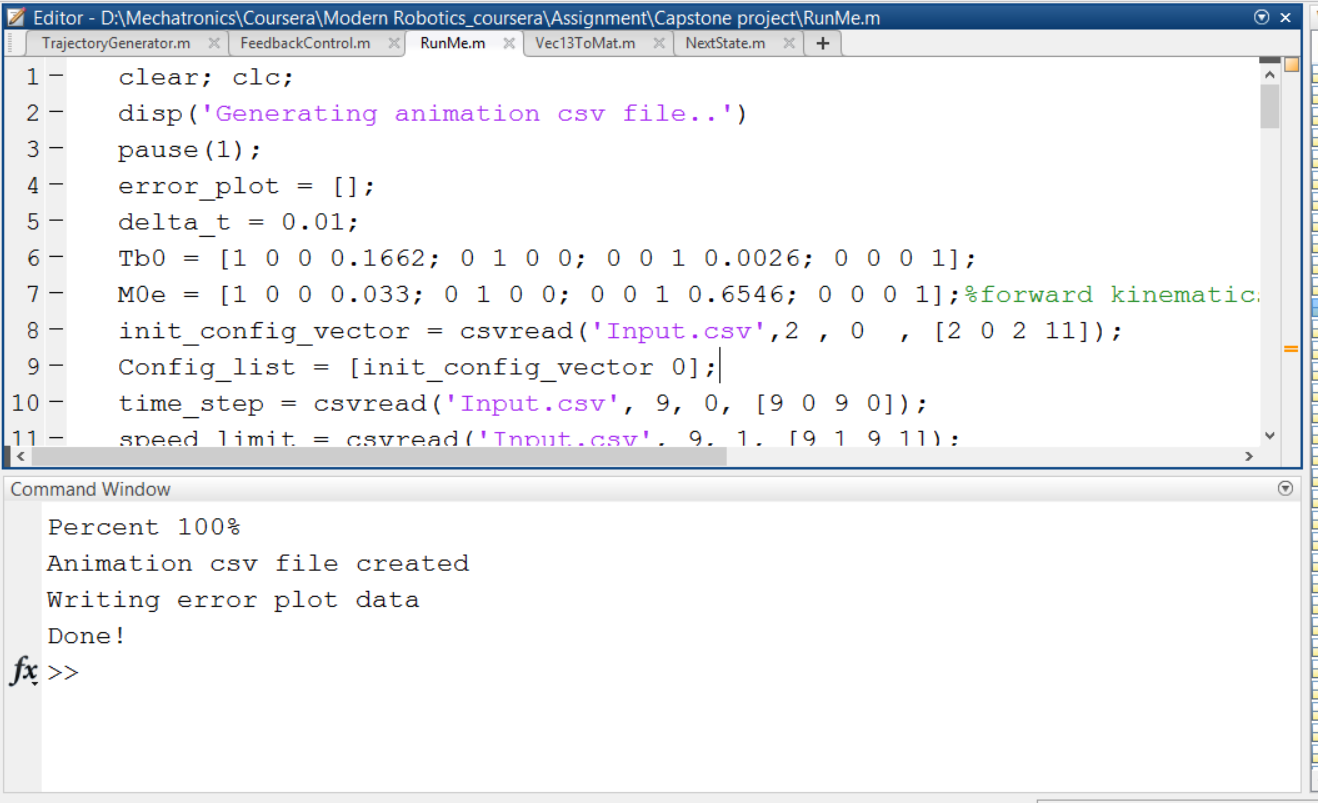 Editor - D:\Mechatronics\Coursera\Modern Robotics_coursera\Assignment\Capstone project\RunMe.m
TrajectoryGenerator.m FeedbackControl.m RunMe.m Vec13ToMat.m NextState.m +
1 clear; clc;
2 disp('Generating animation csv file..')
3 pause(1);
4 error_plot = [];
5 delta_t = 0.01;
6 Tb0 = [1 0 0 0.1662; 0 1 0 0; 0 0 1 0.0026; 0 0 0 1];
7 M0e = [1 0 0 0.033; 0 1 0 0; 0 0 1 0.6546; 0 0 0 1];%forward kinematic
8 init_config_vector = csvread('Input.csv',2 , 0  , [2 0 2 11]);
9 Config_list = [init_config_vector 0];
10 time_step = csvread('Input.csv', 9, 0, [9 0 9 0]);
11 speed_limit = csvread('Input.csv', 9, 1, [9 1 9 1]);
Command Window
Percent 100%
Animation csv file created
Writing error plot data
Done!
fx >>